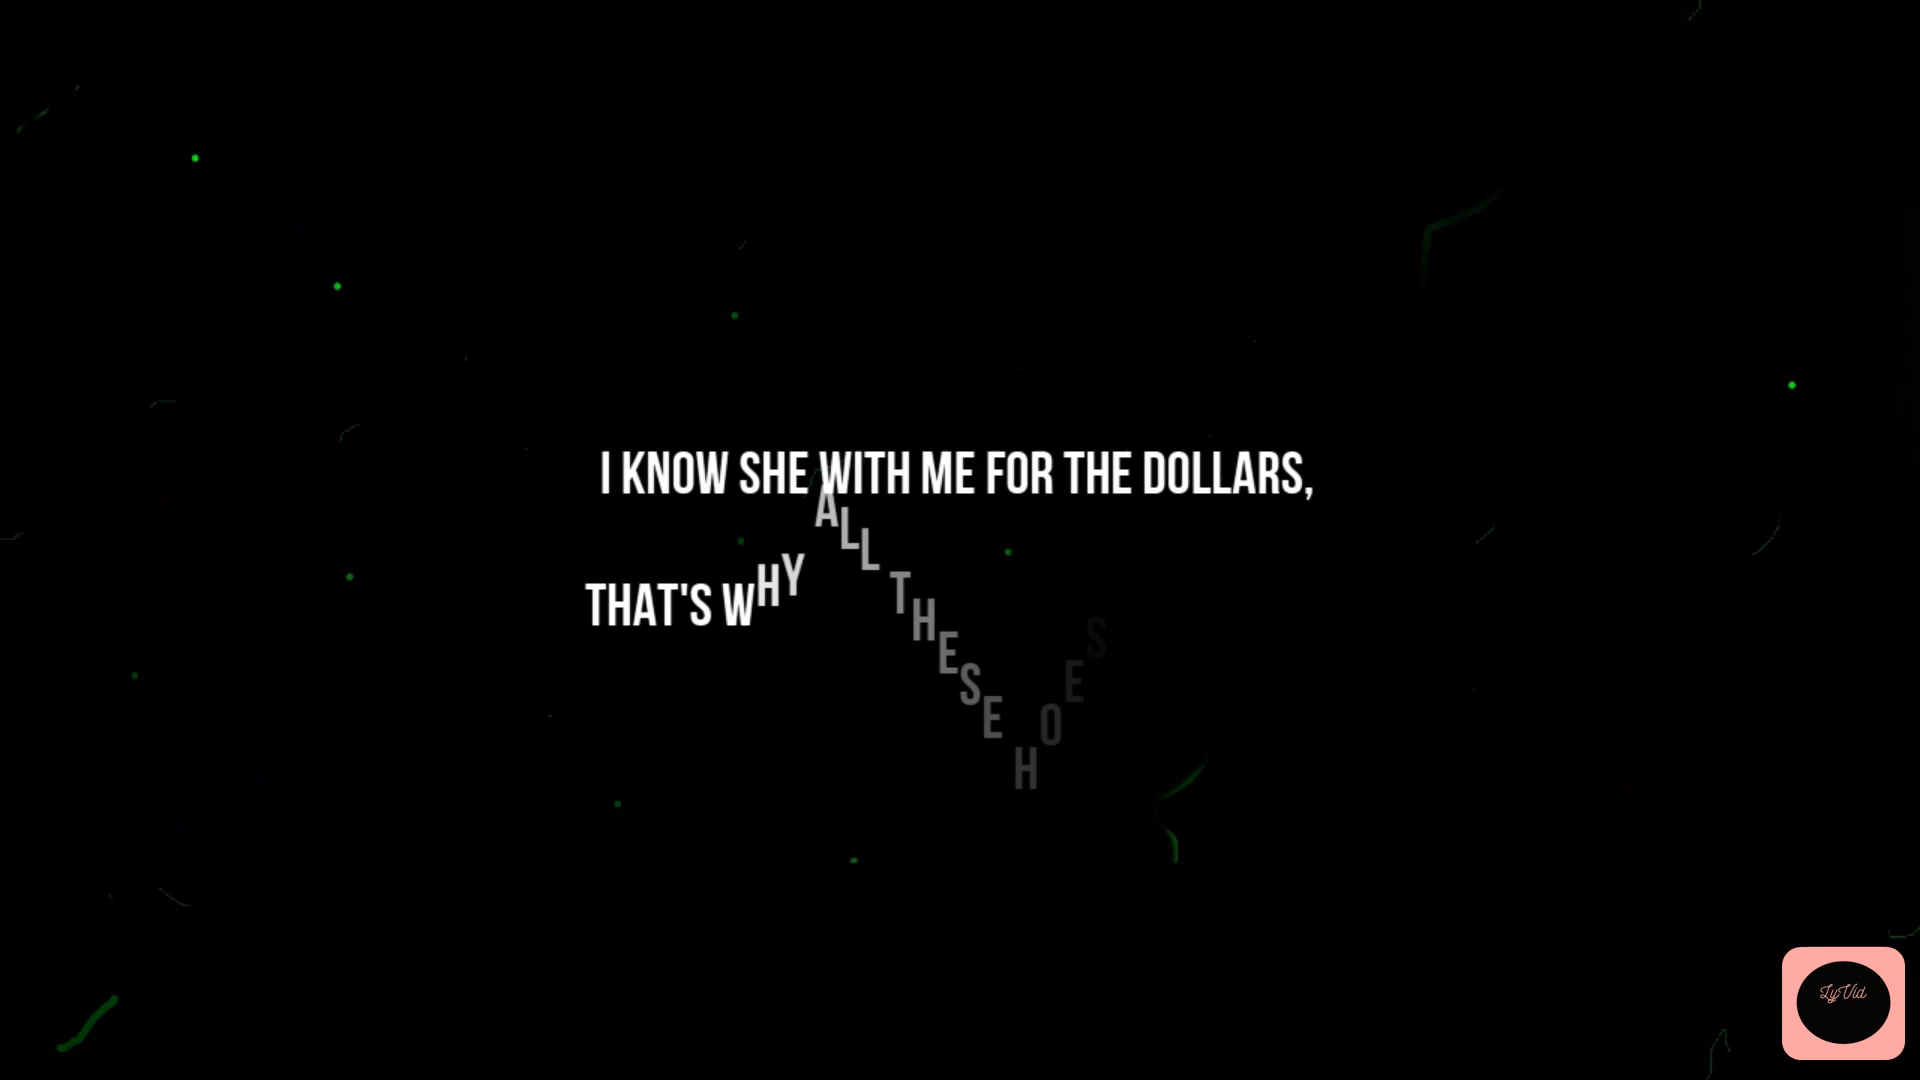 I KNOW SHE WITH ME FOR THE DOLLARS,
THAT'S WHY ALL THESE HOES
LyVid